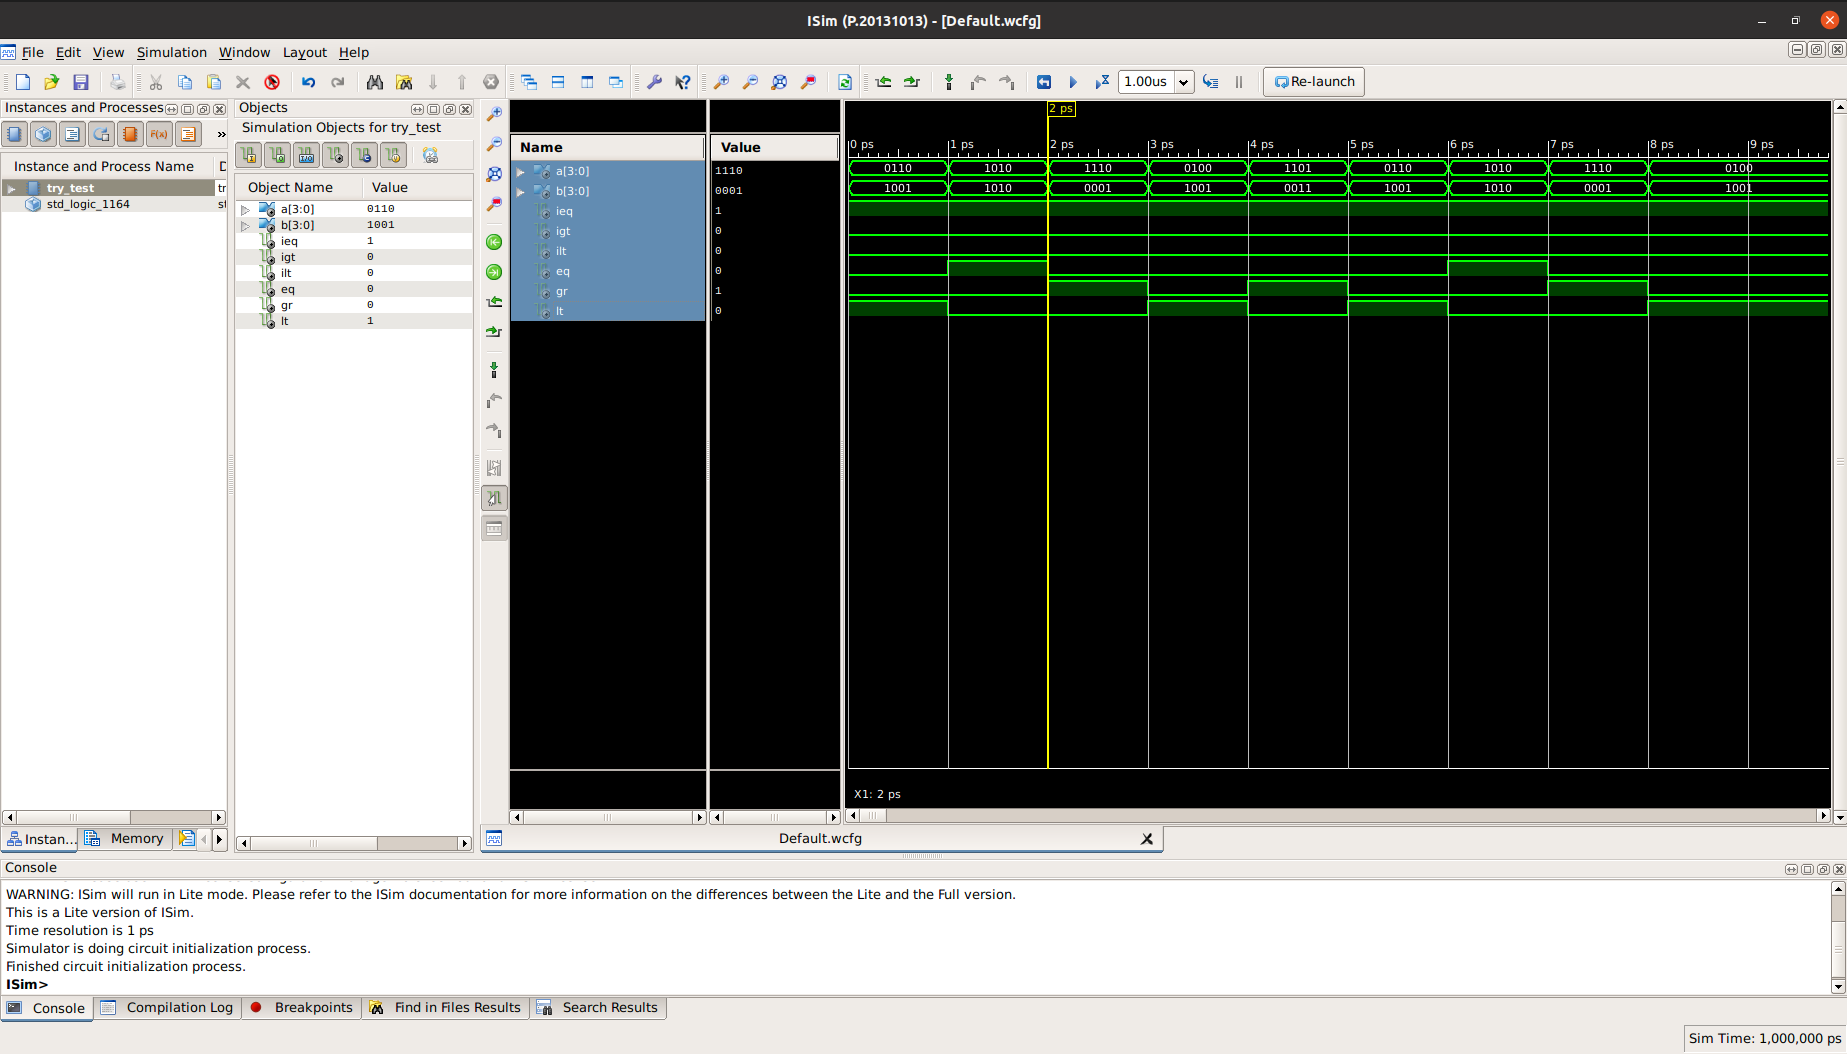 ISim (P.20131013) - [Default.wcfg]
File Edit View Simulation Window Layout Help
1.00us
Re-launch
Instances and Processes
F(x)
»
Instance and Process Name D
try_test tr
std_logic_1164 st
Instan... Memory
Objects
Simulation Objects for try_test
Object Name Value
a[3:0] 0110
b[3:0] 1001
ieq 1
igt 0
ilt 0
eq 0
gr 0
lt 1
Name Value
a[3:0] 1110
b[3:0] 0001
ieq 1
igt 0
ilt 0
eq 0
gr 1
lt 0
2 ps
0 ps 1 ps 2 ps 3 ps 4 ps 5 ps 6 ps 7 ps 8 ps 9 ps
0110 1010 1110 0100 1101 0110 1010 1110 0100
1001 1010 0001 1001 0011 1001 1010 0001 1001
X1: 2 ps
Default.wcfg
Console
WARNING: ISim will run in Lite mode. Please refer to the ISim documentation for more information on the differences between the Lite and the Full version.
This is a Lite version of ISim.
Time resolution is 1 ps
Simulator is doing circuit initialization process.
Finished circuit initialization process.
ISim>
Console Compilation Log Breakpoints Find in Files Results Search Results
Sim Time: 1,000,000 ps